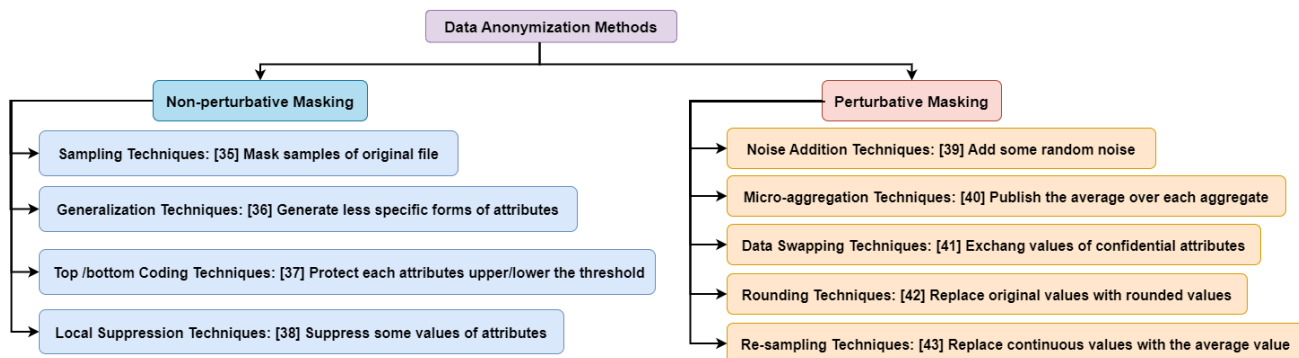 Data Anonymization Methods
Non-perturbative Masking
Sampling Techniques: [35] Mask samples of original file
Generalization Techniques: [36] Generate less specific forms of attributes
Top /bottom Coding Techniques: [37] Protect each attributes upper/lower the threshold
Local Suppression Techniques: [38] Suppress some values of attributes
Perturbative Masking
Noise Addition Techniques: [39] Add some random noise
Micro-aggregation Techniques: [40] Publish the average over each aggregate
Data Swapping Techniques: [41] Exchang values of confidential attributes
Rounding Techniques: [42] Replace original values with rounded values
Re-sampling Techniques: [43] Replace continuous values with the average value